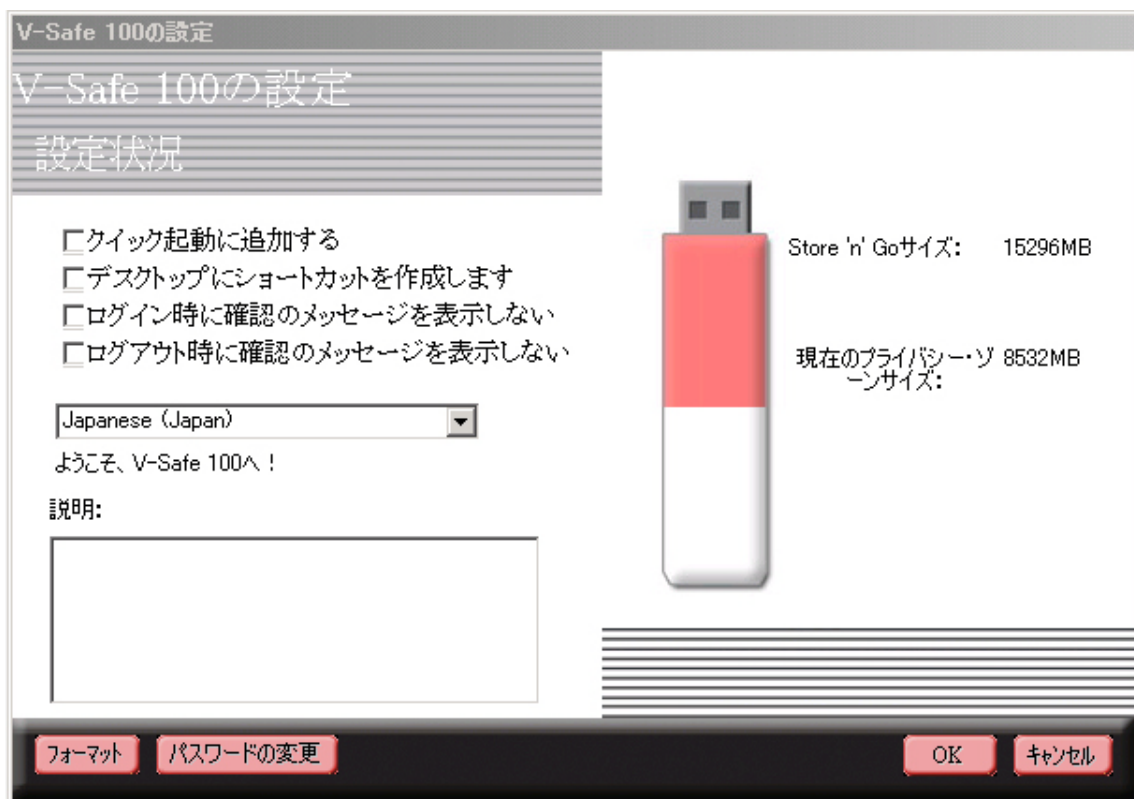 V-Safe 100の設定
V-Safe 100の設定
設定状況
クイック起動に追加する
デスクトップにショートカットを作成します
ログイン時に確認のメッセージを表示しない
ログアウト時に確認のメッセージを表示しない
Japanese (Japan)
ようこそ、V-Safe 100へ！
説明:
Store 'n' Goサイズ: 15296MB
現在のプライバシー・ゾ 8532MB
ーンサイズ:
フォーマット パスワードの変更 OK キャンセル